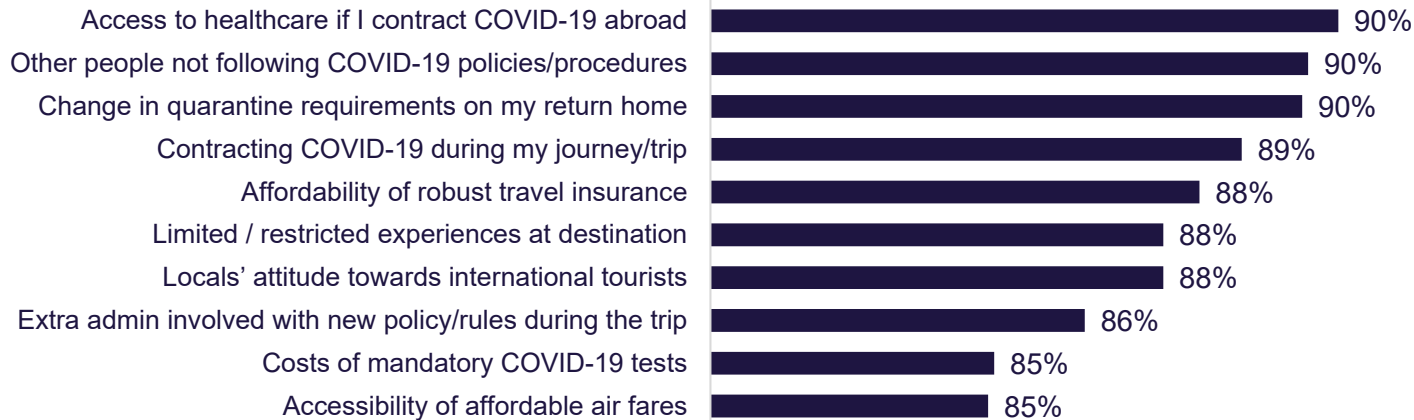 Access to healthcare if I contract COVID-19 abroad 90%
Other people not following COVID-19 policies/procedures 90%
Change in quarantine requirements on my return home 90%
Contracting COVID-19 during my journey/trip 89%
Affordability of robust travel insurance 88%
Limited / restricted experiences at destination 88%
Locals’ attitude towards international tourists 88%
Extra admin involved with new policy/rules during the trip 86%
Costs of mandatory COVID-19 tests 85%
Accessibility of affordable air fares 85%